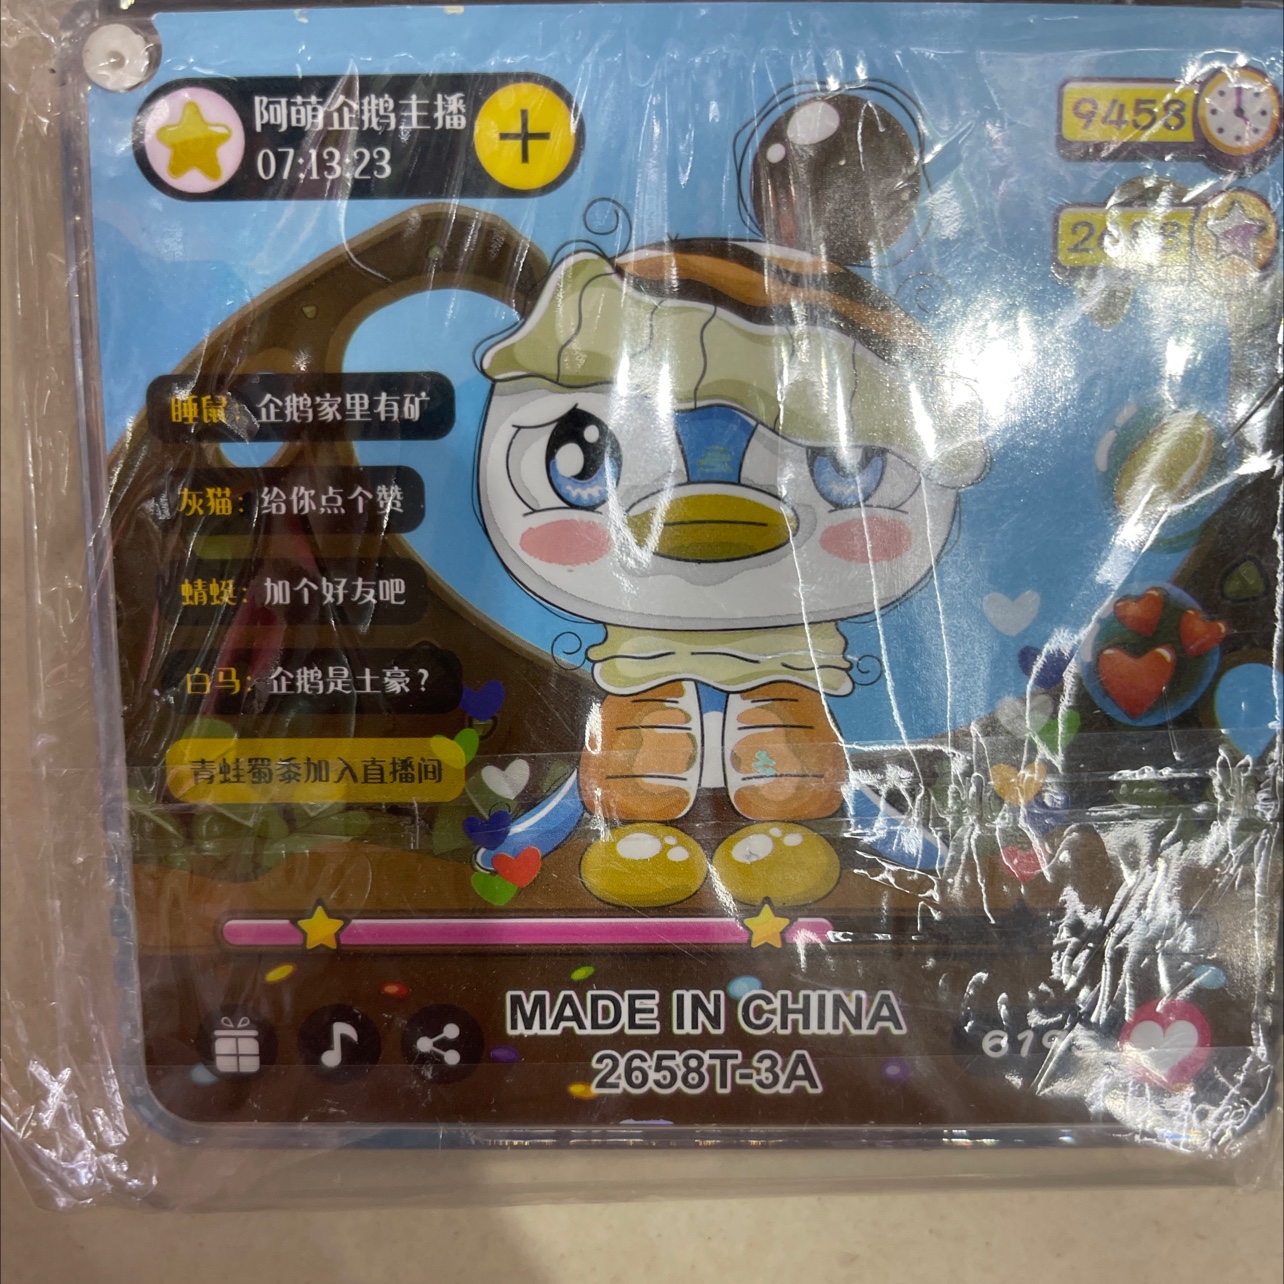 阿萌企鹅主播
07:13:23
9453
睡鼠：企鹅家里有矿
灰猫：给你点个赞
蜻蜓：加个好友吧
白马：企鹅是土豪？
青蛙蜀黍加入直播间
MADE IN CHINA
2658T-3A